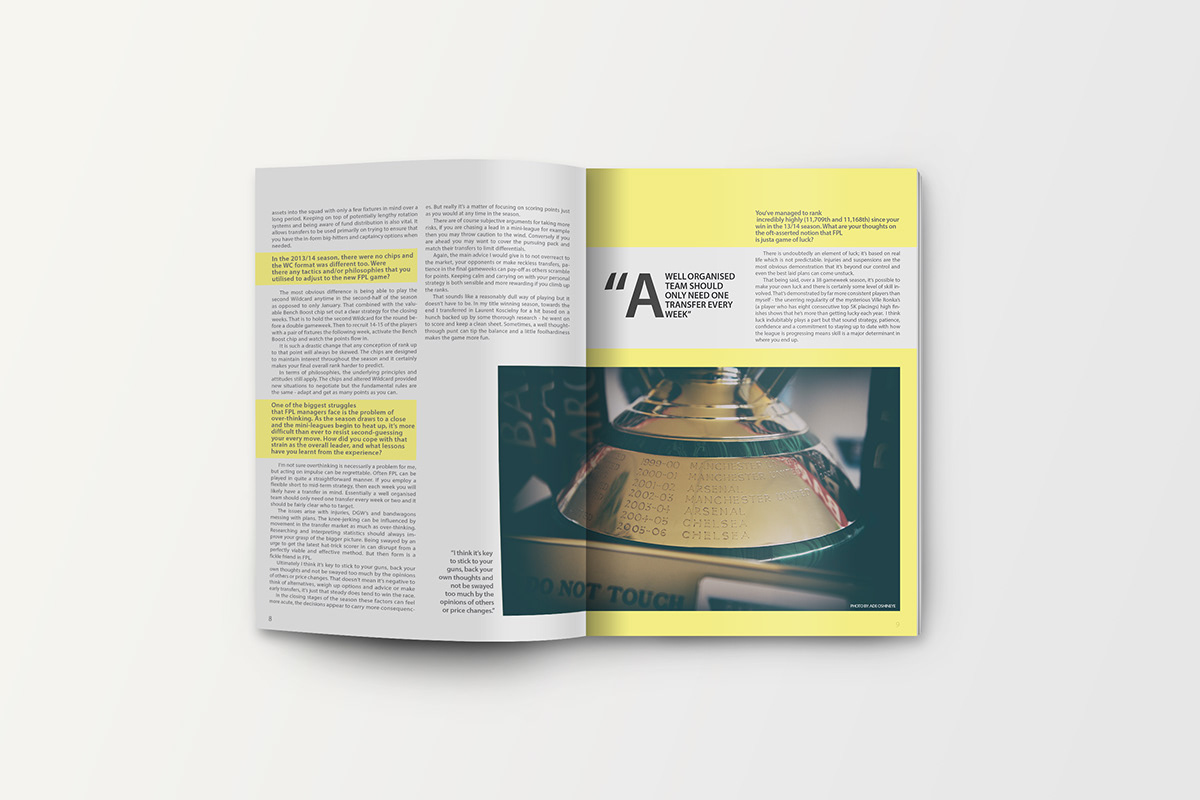 assets into the squad with only a few fixtures in mind over a
long period. Keeping on top of potentially lengthy rotation
systems and being aware of fund distribution is also vital. It
allows transfers to be used primarily on trying to ensure that
you have the in-form big-hitters and captaincy options when
needed.
In the 2013/14 season, there were no chips and
the WC format was different too. Were
there any tactics and/or philosophies that you
utilised to adjust to the new FPL game?
The most obvious difference is being able to play the
second Wildcard anytime in the second-half of the season
as opposed to only January. That combined with the value-
able Bench Boost chip set out a clear strategy for the closing
weeks. That is to hold the second Wildcard for the round be-
fore a double gameweek. Then to recruit 14-15 of the players
with a pair of fixtures the following week, activate the Bench
Boost chip and watch the points flow in.
It is such a drastic change that any conception of rank up
to that point will always be skewed. The chips are designed
to maintain interest throughout the season and it certainly
makes your final overall rank harder to predict.
In terms of philosophies, the underlying principles and
attitudes still apply. The chips and altered Wildcard provided
new situations to negotiate but the fundamental rules are
the same - adapt and get as many points as you can.
One of the biggest struggles
that FPL managers face is the problem of
over-thinking. As the season draws to a close
and the mini-leagues begin to heat up, it's more
difficult than ever to resist second-guessing
your every move. How did you cope with that
strain as the overall leader, and what lessons
have you learnt from the experience?
I'm not sure overthinking is necessarily a problem for me,
but acting on impulse can be regrettable. Often FPL can be
played in quite a straightforward manner. If you employ a
flexible short to mid-term strategy, then each week you will
likely have a transfer in mind. Essentially a well organised
team should only need one transfer every week or two and it
should be fairly clear who to target.
The issues arise with injuries, DGW's and bandwagons
messing with plans. The knee-jerking can be influenced by
movement in the transfer market as much as over-thinking.
Researching and interpreting statistics should always im-
prove your grasp of the bigger picture. Being swayed by an
urge to get the latest hat-trick scorer in can disrupt from a
perfectly stable and effective method. But then form is a
fickle friend in FPL.
Ultimately I think it's key to stick to your guns, back your
own thoughts and not be swayed too much by the opinions
of others or price changes. That doesn't mean it's negative to
think of alternatives, weigh up options and advice or make
early transfers, it's just that steady does tend to win the race.
In the closing stages of the season these factors can feel
more acute, the decisions appear to carry more consequenc-
8
es. But really it's a matter of focusing on scoring points just
as you would at any time in the season.
There are of course subjective arguments for taking more
risks, if you are chasing a lead in a mini-league for example
then you may throw caution to the wind. Conversely if you
are ahead you may want to cover the pursuing pack and
match their transfers to limit differentials.
Again, the main advice I would give is to not overreact to
the market, your opponents or make reckless transfers, pa-
tience in the final gameweeks can pay-off as others scramble
for points. Keeping calm and carrying on with your personal
strategy is both sensible and more rewarding if you climb up
the ranks.
That sounds like a reasonably dull way of playing but it
doesn't have to be. In my title winning season, towards the
end I transferred in Laurent Koscielny for a hit based on a
hunch backed up by some thorough research - he went on
to score and keep a clean sheet. Sometimes, a well thought-
through punt can tip the balance and a little foolhardiness
makes the game more fun.
"I think it's key
to stick to your
guns, back your
own thoughts and
not be swayed
too much by the
opinions of others
or price changes."
"A WELL ORGANISED
TEAM SHOULD
ONLY NEED ONE
TRANSFER EVERY
WEEK"
You've managed to rank
incredibly highly (11,709th and 11,168th) since your
win in the 13/14 season. What are your thoughts on
the oft-asserted notion that FPL
is justa game of luck?
There is undoubtedly an element of luck; it's based on real
life which is not predictable. Injuries and suspensions are the
most obvious demonstration that it's beyond our control and
even the best laid plans can come unstuck.
That being said, over a 38 gameweek season, it's possible to
make your own luck and there is certainly some level of skill in-
volved. That's demonstrated by far more consistent players than
myself - the unerring regularity of the mysterious Ville Ronka's
(a player who has eight consecutive top 5K placings) high fin-
ishes shows that he's more than getting lucky each year. I think
luck indubitably plays a part but that sound strategy, patience,
confidence and a commitment to staying up to date with how
the league is progressing means skill is a major determinant in
where you end up.
1999-00 MANCHESTER
2000-01 MANCHESTER
2001-02 ARSENAL
2002-03 MANCHESTER
2003-04 ARSENAL
2004-05 CHELSEA
2005-06 CHELSEA
DO NOT TOUCH
PHOTO BY ADE OSHINEYE
9